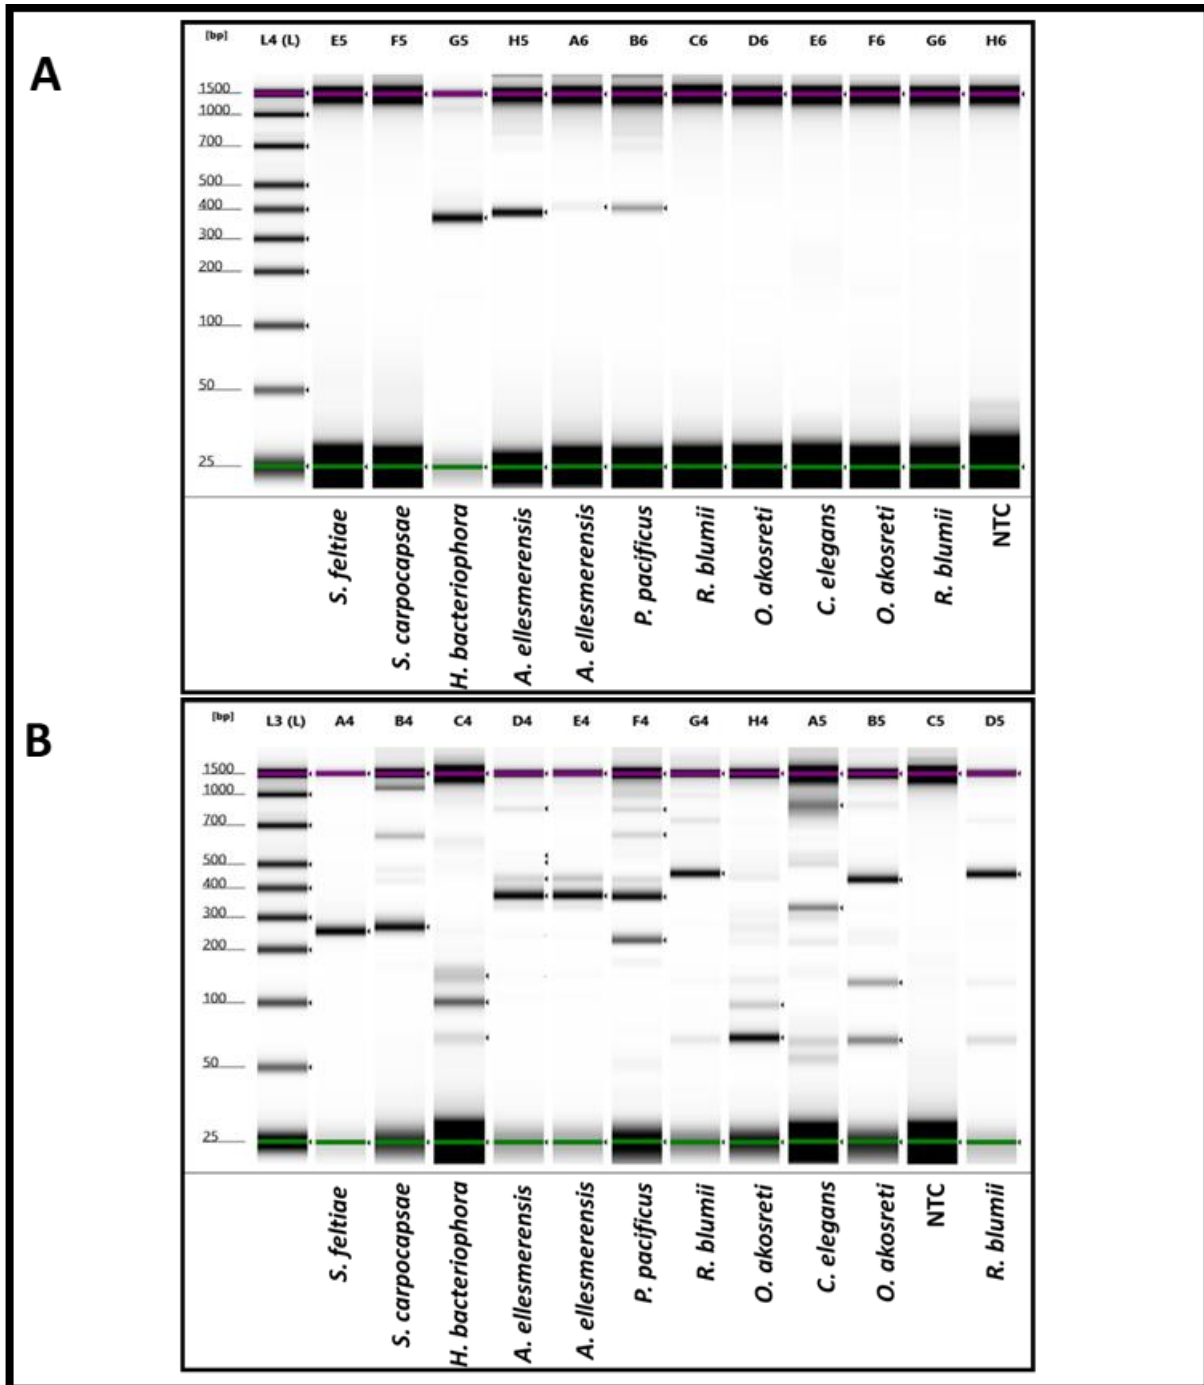 A
[bp] L4 (L) E5 F5 G5 H5 A6 B6 C6 D6 E6 F6 G6 H6
1500
1000
700
500
400
300
200
100
50
25
S. feltiae
S. carpocapsae
H. bacteriophora
A. ellesmerensis
A. ellesmerensis
P. pacificus
R. blumii
O. akosreti
C. elegans
O. akosreti
R. blumii
NTC
B
[bp] L3 (L) A4 B4 C4 D4 E4 F4 G4 H4 A5 B5 C5 D5
1500
1000
700
500
400
300
200
100
50
25
S. feltiae
S. carpocapsae
H. bacteriophora
A. ellesmerensis
A. ellesmerensis
P. pacificus
R. blumii
O. akosreti
C. elegans
O. akosreti
NTC
R. blumii